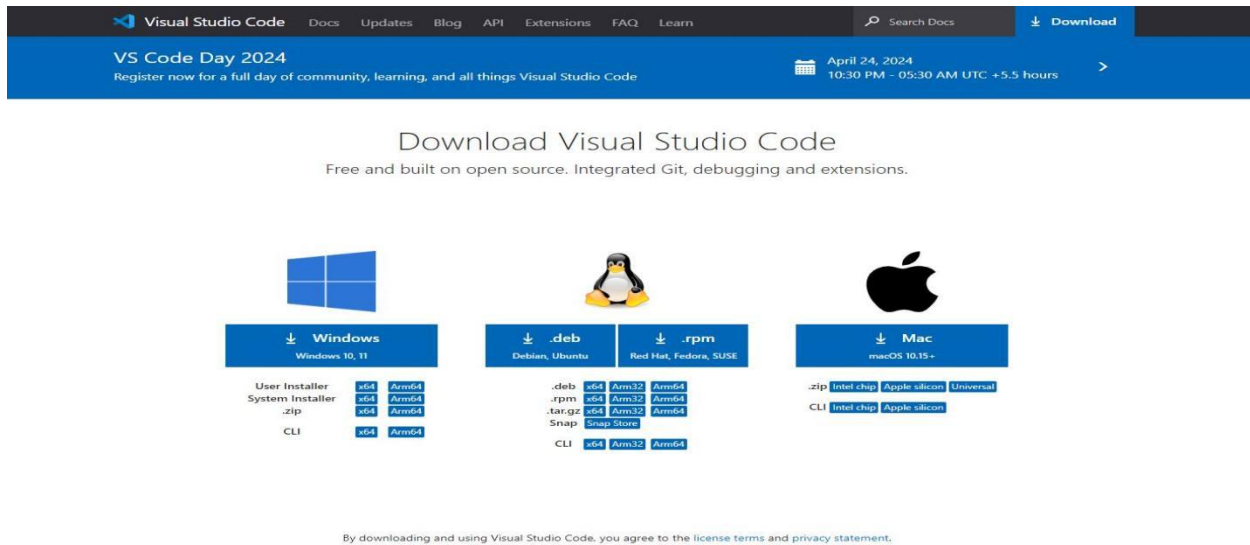 Visual Studio Code Docs Updates Blog API Extensions FAQ Learn Search Docs Download
VS Code Day 2024
Register now for a full day of community, learning, and all things Visual Studio Code
April 24, 2024
10:30 PM - 05:30 AM UTC +5.5 hours
Download Visual Studio Code
Free and built on open source. Integrated Git, debugging and extensions.
Windows
Windows 10, 11
User Installer x64 Arm64
System Installer x64 Arm64
.zip x64 Arm64
CLI x64 Arm64
.deb
Debian, Ubuntu
.rpm
Red Hat, Fedora, SUSE
.deb x64 Arm32 Arm64
.rpm x64 Arm32 Arm64
.tar.gz x64 Arm32 Arm64
Snap Snap Store
CLI x64 Arm32 Arm64
Mac
macOS 10.15+
.zip Intel chip Apple silicon Universal
CLI Intel chip Apple silicon
By downloading and using Visual Studio Code, you agree to the license terms and privacy statement.